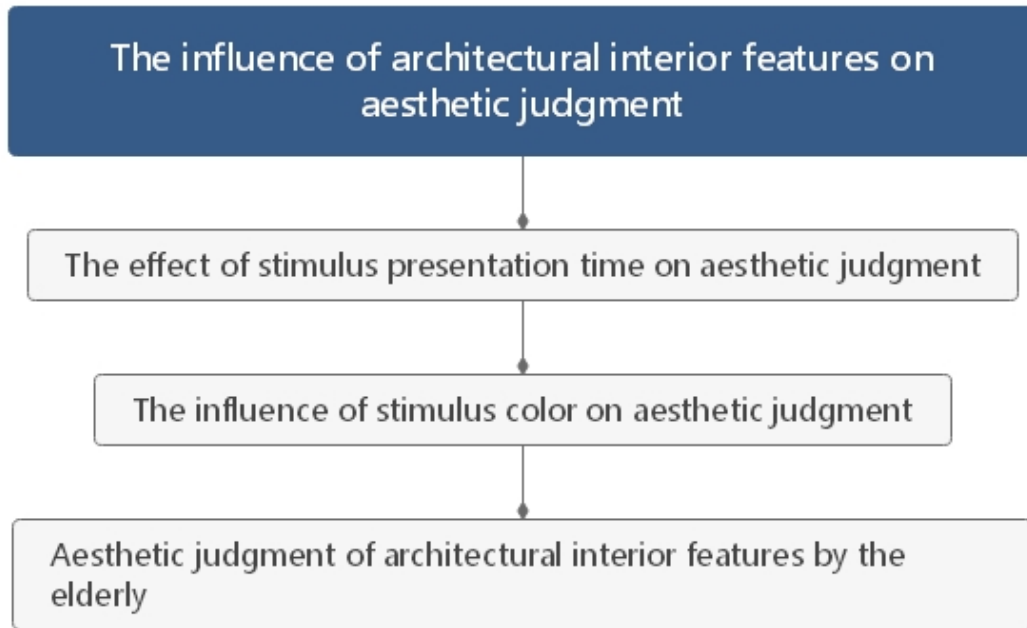 The influence of architectural interior features on
aesthetic judgment
The effect of stimulus presentation time on aesthetic judgment
The influence of stimulus color on aesthetic judgment
Aesthetic judgment of architectural interior features by the
elderly